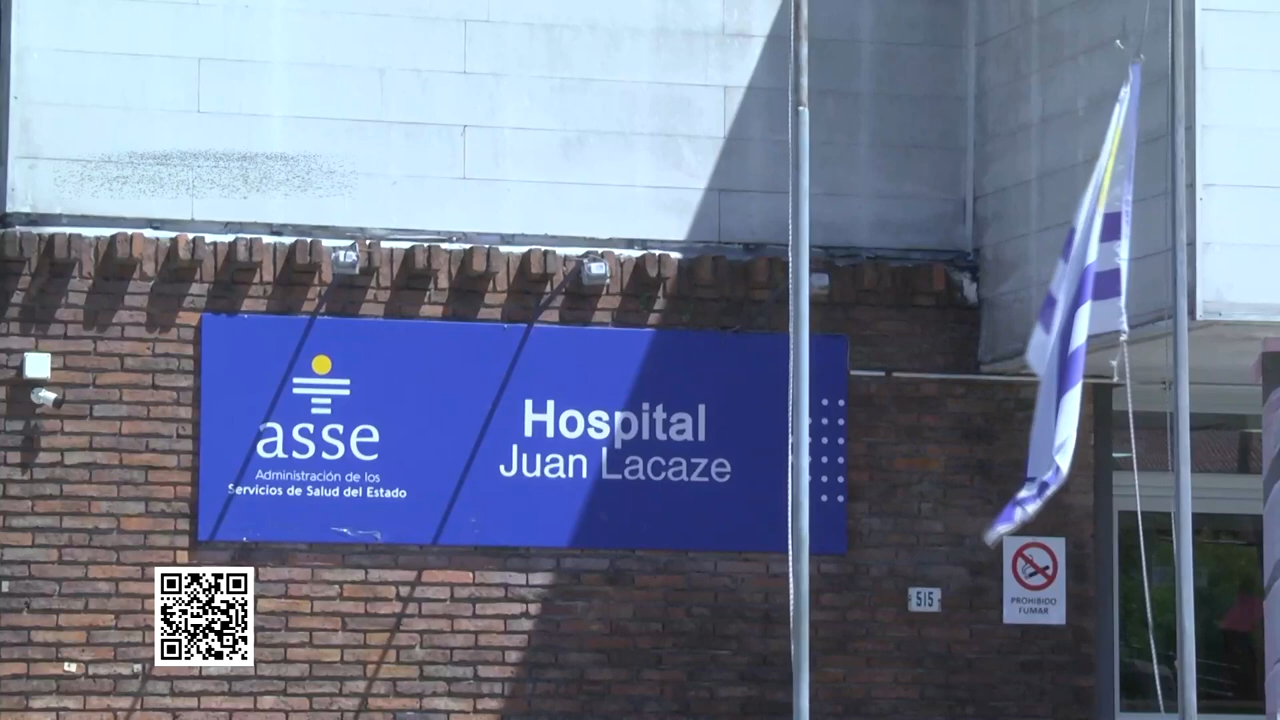 asse
Administración de los
Servicios de Salud del Estado
Hospital
Juan Lacaze
515
PROHIBIDO
FUMAR